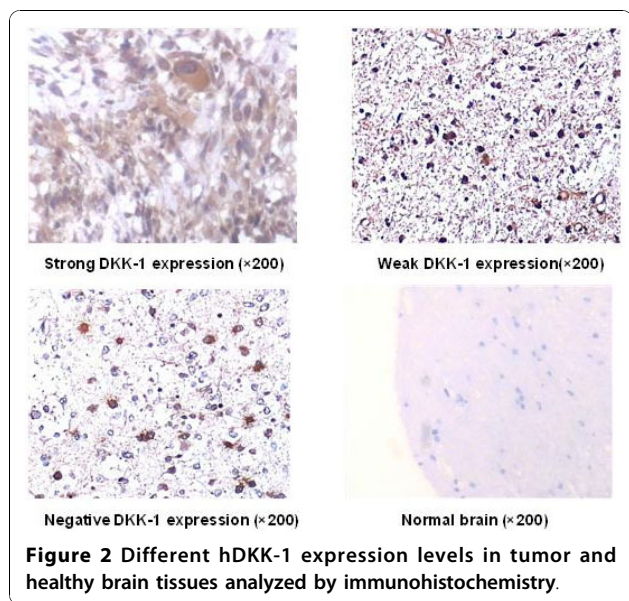 Strong DKK-1 expression (×200)
Weak DKK-1 expression(×200)
Negative DKK-1 expression (×200)
Normal brain (×200)
Figure 2 Different hDKK-1 expression levels in tumor and
healthy brain tissues analyzed by immunohistochemistry.